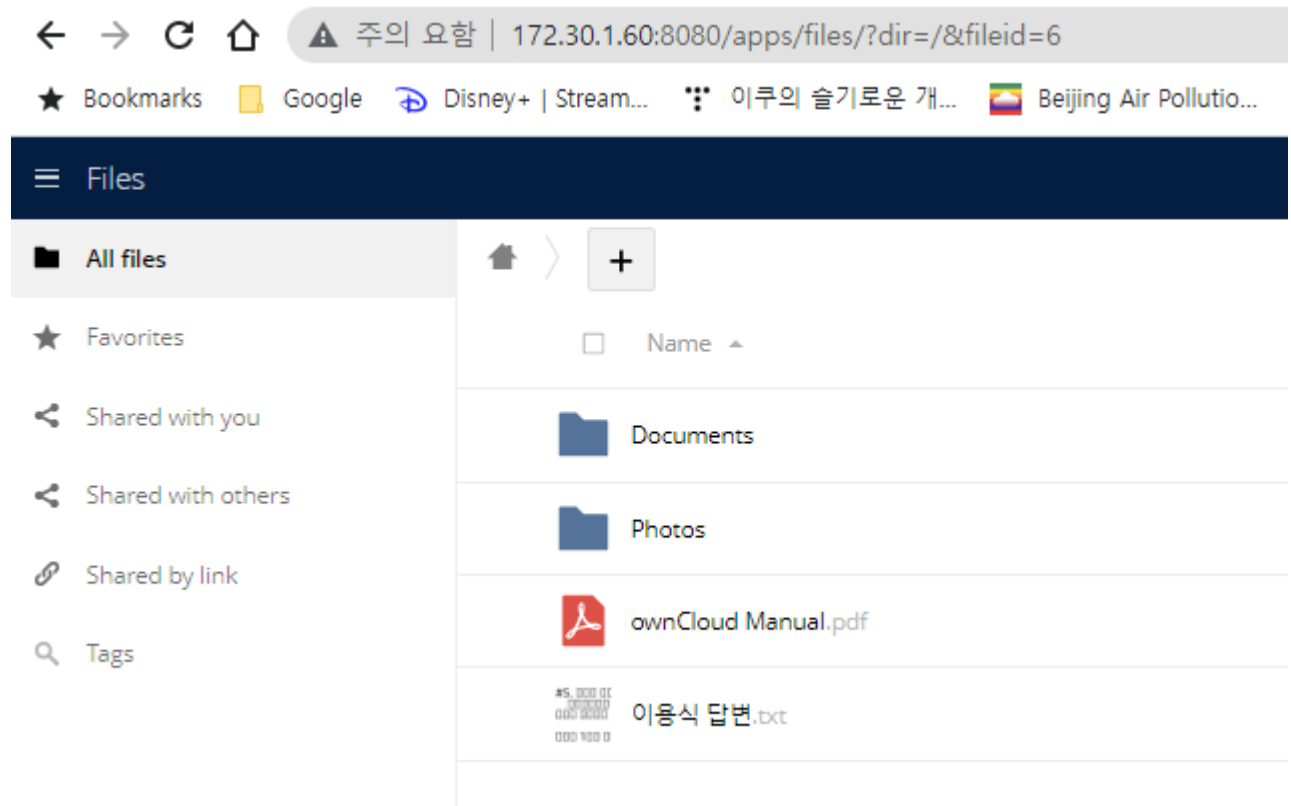 주의 요함 | 172.30.1.60:8080/apps/files/?dir=/&fileid=6
Bookmarks Google Disney+ | Stream... 이쿠의 슬기로운 개... Beijing Air Pollutio...
Files
All files
Favorites
Shared with you
Shared with others
Shared by link
Tags
+
Name
Documents
Photos
ownCloud Manual.pdf
이용식 답변.txt